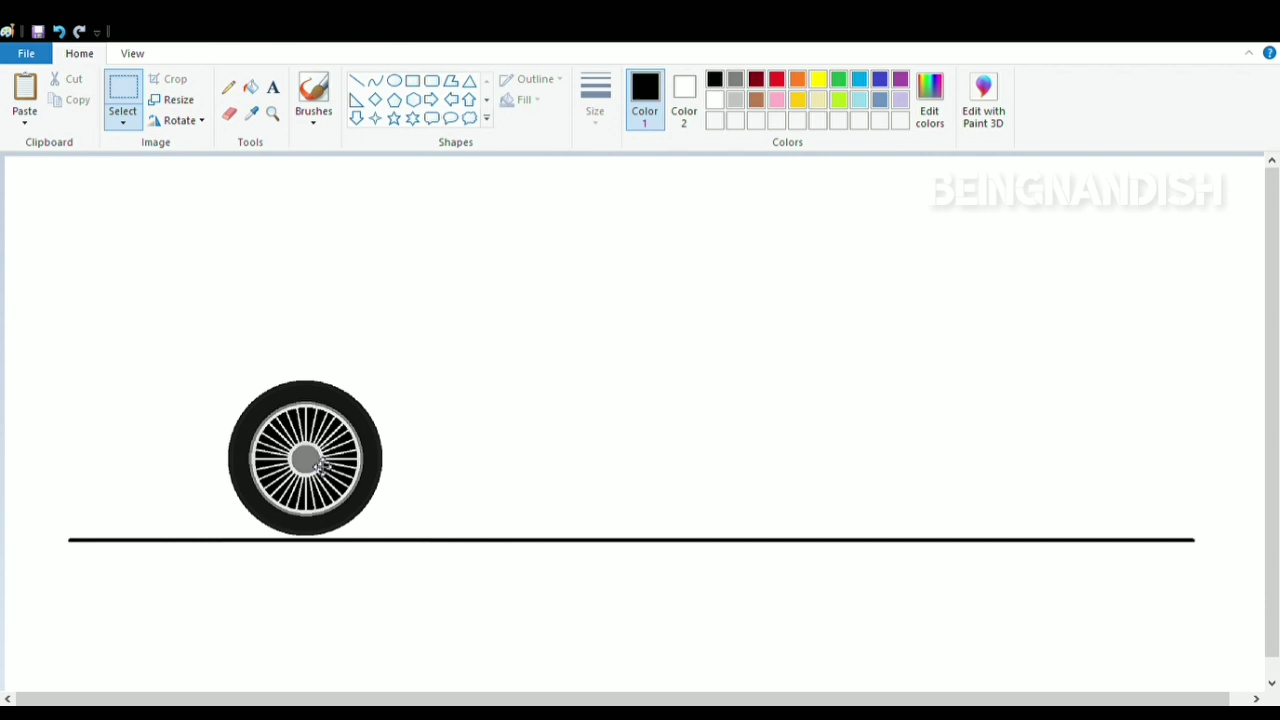 File Home View
Paste Cut Copy Select Crop Resize Rotate A Brushes Outline Fill Size Color 1 Color 2 Edit colors Edit with Paint 3D
Clipboard Image Tools Shapes Colors
BEINGNANDISH